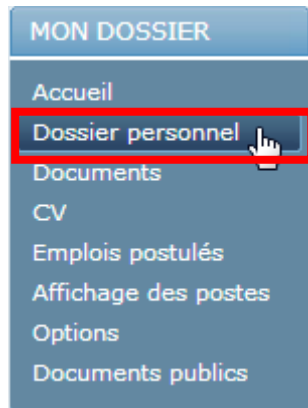 MON DOSSIER
Accueil
Dossier personnel
Documents
CV
Emplois postulés
Affichage des postes
Options
Documents publics